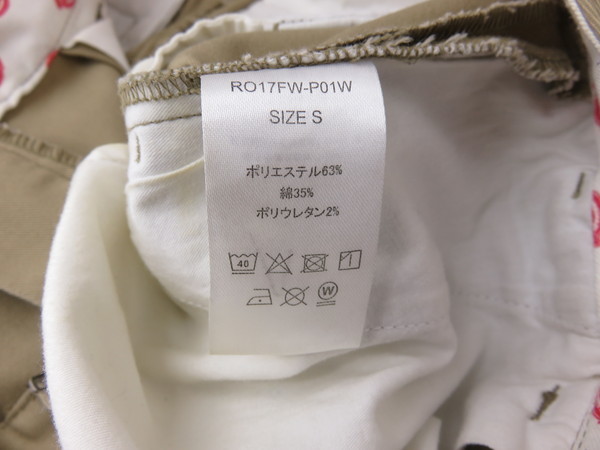 RO17FW-P01W
SIZE S
ポリエステル63%
綿35%
ポリウレタン2%
40
W